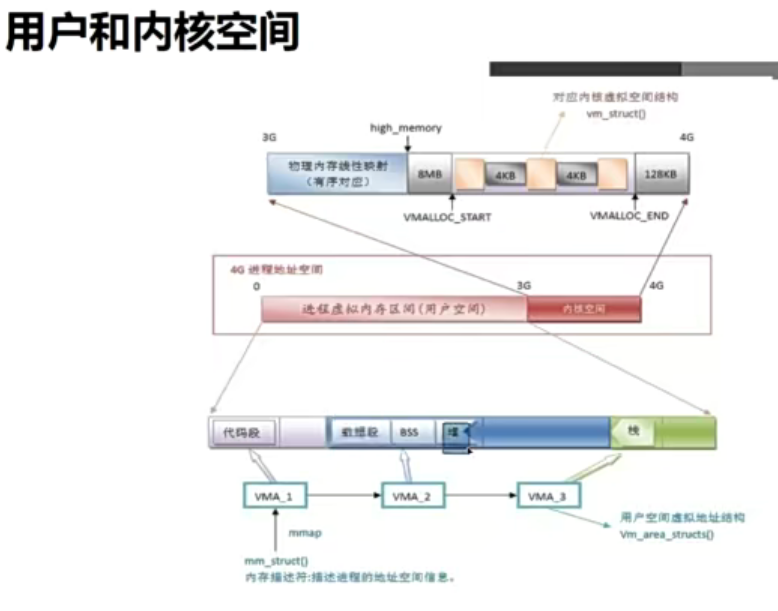 用户和内核空间
对应内核虚拟空间结构
vm_struct()
3G
high_memory
4G
物理内存线性映射
（有序对应）
8MB
4KB
4KB
128KB
VMALLOC_START
VMALLOC_END
4G 进程地址空间
0
3G
4G
进程虚拟内存区间(用户空间)
内核空间
代码段
数据段
BSS
堆
栈
VMA_1
VMA_2
VMA_3
mmap
用户空间虚拟地址结构
Vm_area_structs()
mm_struct()
内存描述符:描述进程的地址空间信息。